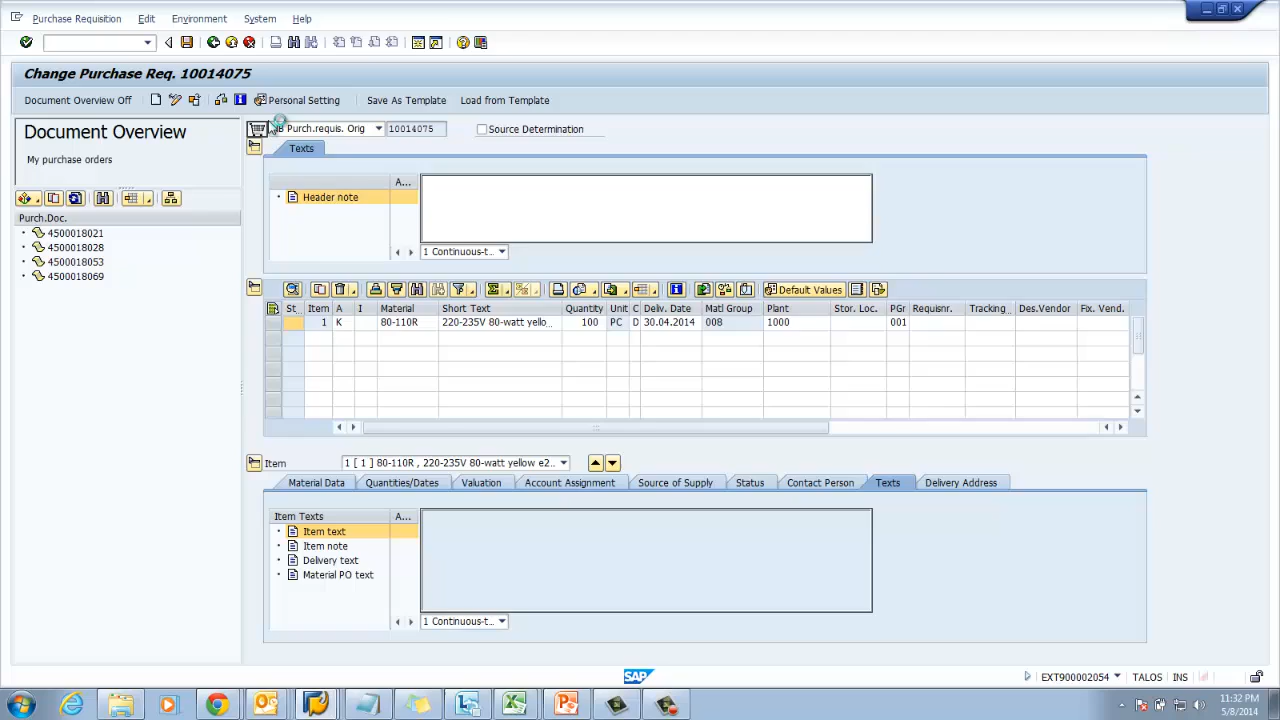 Purchase Requisition Edit Environment System Help
Change Purchase Req. 10014075
Document Overview Off Personal Setting Save As Template Load from Template
Document Overview
My purchase orders
Purch.Doc.
4500018021
4500018028
4500018053
4500018069
Purch.requis. Orig 10014075 Source Determination
Texts
A...
Header note
1 Continuous-t...
Default Values
St... Item A I Material Short Text Quantity Unit C Deliv. Date Matl Group Plant Stor. Loc. PGr Requisnr. Tracking Des.Vendor Fix. Vend.
1 K 80-110R 220-235V 80-watt yello... 100 PC D 30.04.2014 008 1000 001
Item 1 [ 1 ] 80-110R , 220-235V 80-watt yellow e2...
Material Data Quantities/Dates Valuation Account Assignment Source of Supply Status Contact Person Texts Delivery Address
Item Texts A...
Item text
Item note
Delivery text
Material PO text
1 Continuous-t...
SAP
EXT900002054 TALOS INS
11:32 PM
5/8/2014